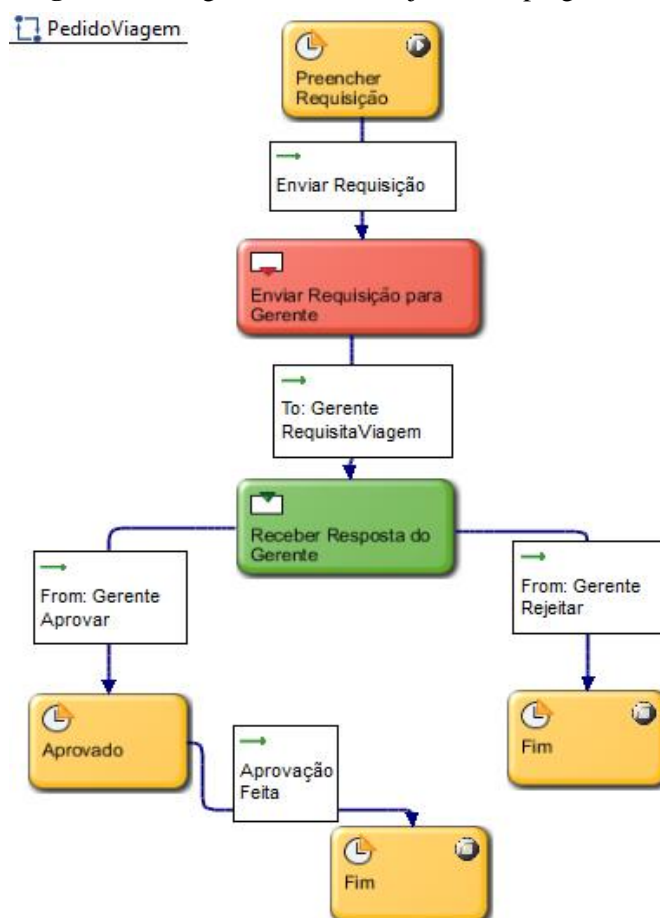 PedidoViagem
Preencher
Requisição
Enviar Requisição
Enviar Requisição para
Gerente
To: Gerente
RequisitaViagem
Receber Resposta do
Gerente
From: Gerente
Aprovar
From: Gerente
Rejeitar
Aprovado
Aprovação
Feita
Fim
Fim